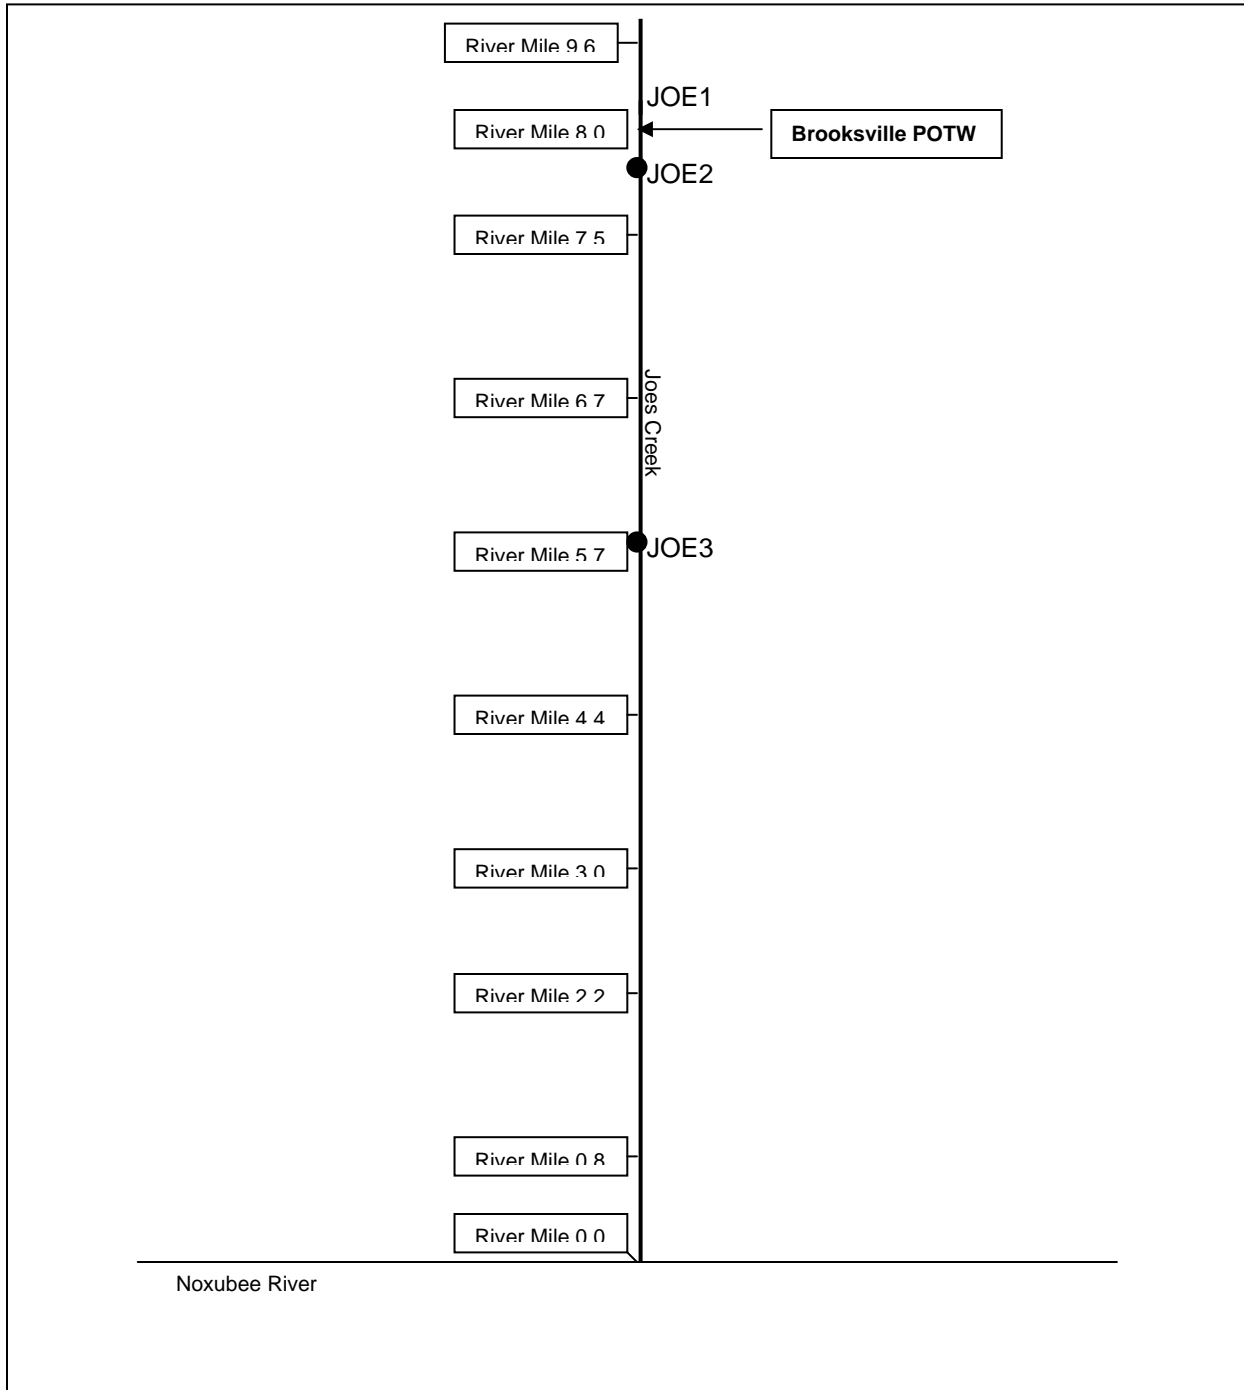 River Mile 9.6
JOE1
River Mile 8.0
Brooksville POTW
JOE2
River Mile 7.5
River Mile 6.7
Joes Creek
River Mile 5.7
JOE3
River Mile 4.4
River Mile 3.0
River Mile 2.2
River Mile 0.8
River Mile 0.0
Noxubee River